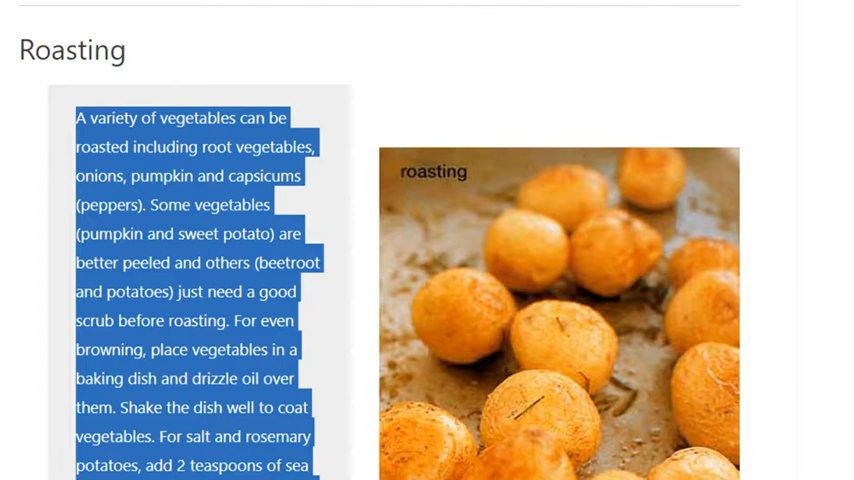 Roasting
A variety of vegetables can be
roasted including root vegetables,
onions, pumpkin and capsicums
(peppers). Some vegetables
(pumpkin and sweet potato) are
better peeled and others (beetroot
and potatoes) just need a good
scrub before roasting. For even
browning, place vegetables in a
baking dish and drizzle oil over
them. Shake the dish well to coat
vegetables. For salt and rosemary
potatoes, add 2 teaspoons of sea
roasting